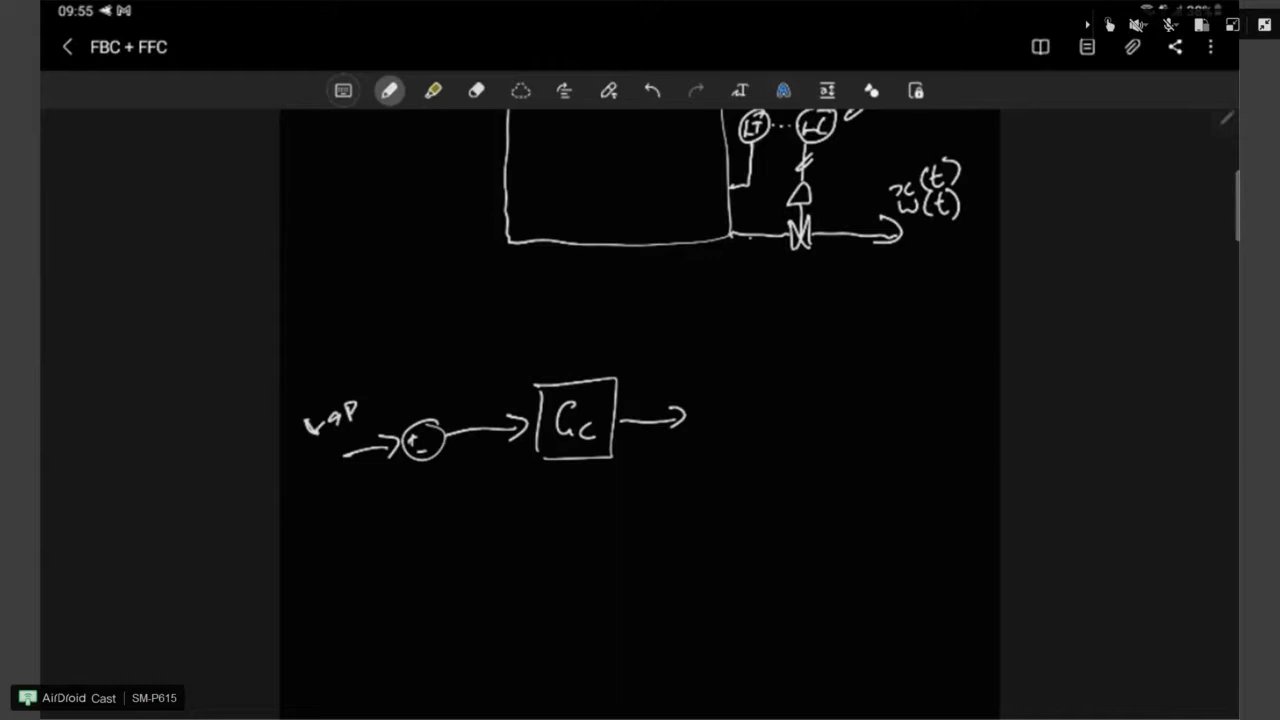 09:55
FBC + FFC
LT
LC
x(t)
w(t)
+
-
Gc
AirDroid Cast SM-P615